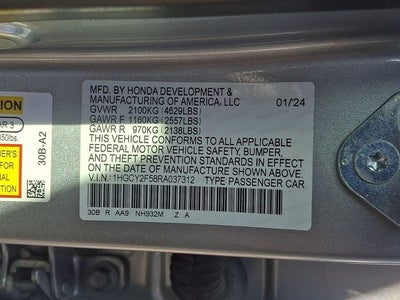 MFD. BY HONDA DEVELOPMENT &
MANUFACTURING OF AMERICA, LLC 01/24
GVWR 2100KG (4629LBS)
GAWR F 1160KG (2557LBS)
GAWR R 970KG (2138LBS)
THIS VEHICLE CONFORMS TO ALL APPLICABLE
FEDERAL MOTOR VEHICLE SAFETY BUMPER
AND THEFT PREVENTION STANDARDS IN EFFECT
ON THE DATE OF MANUFACTURE SHOWN ABOVE.
V.I.N. 1HGCY2F58RA037312 TYPE PASSENGER CAR
30B R AA9 NH932M Z A
30B-A2